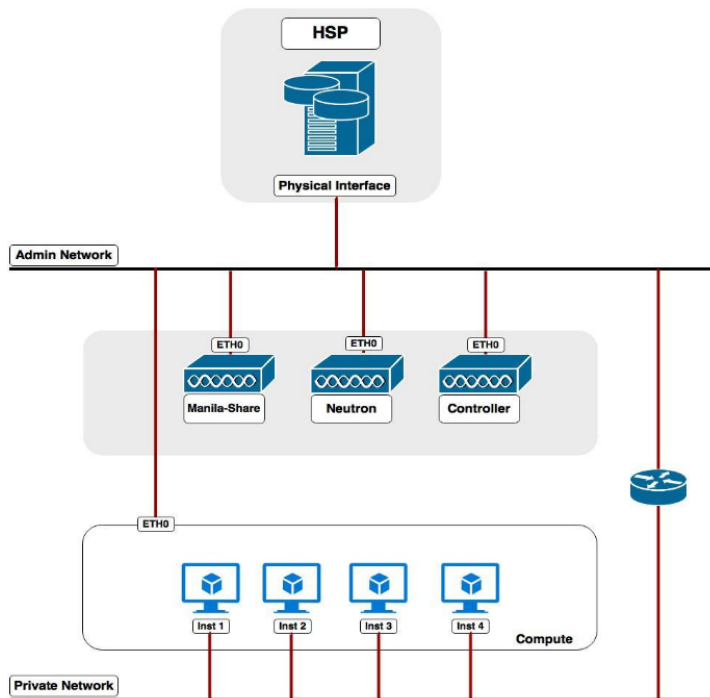 HSP
Physical Interface
Admin Network
ETH0
ETH0
ETH0
Manila-Share
Neutron
Controller
ETH0
Inst 1
Inst 2
Inst 3
Inst 4
Compute
Private Network